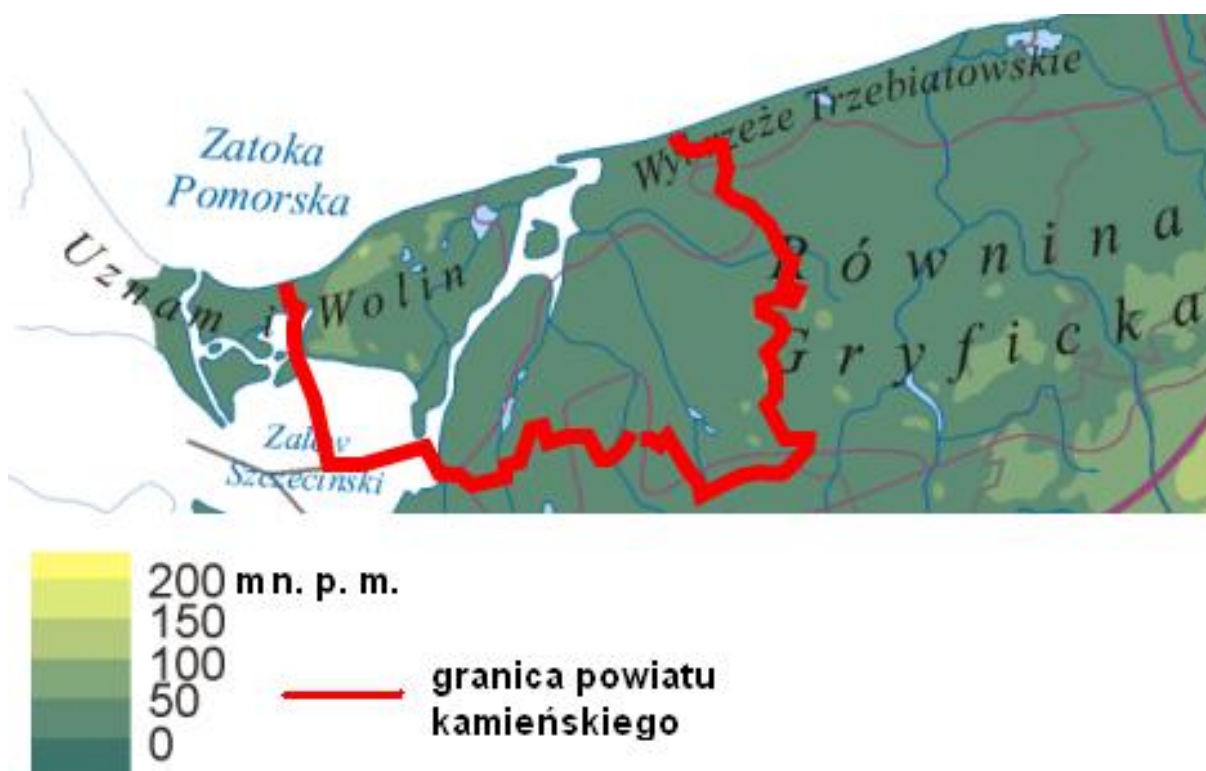 Zatoka
Pomorska
Wybrzeże Trzebiatowskie
Uznam i Wolin
Równina
Gryficka
Zalew
Szczeciński
200 m n. p. m.
150
100
50
0
granica powiatu
kamieńskiego